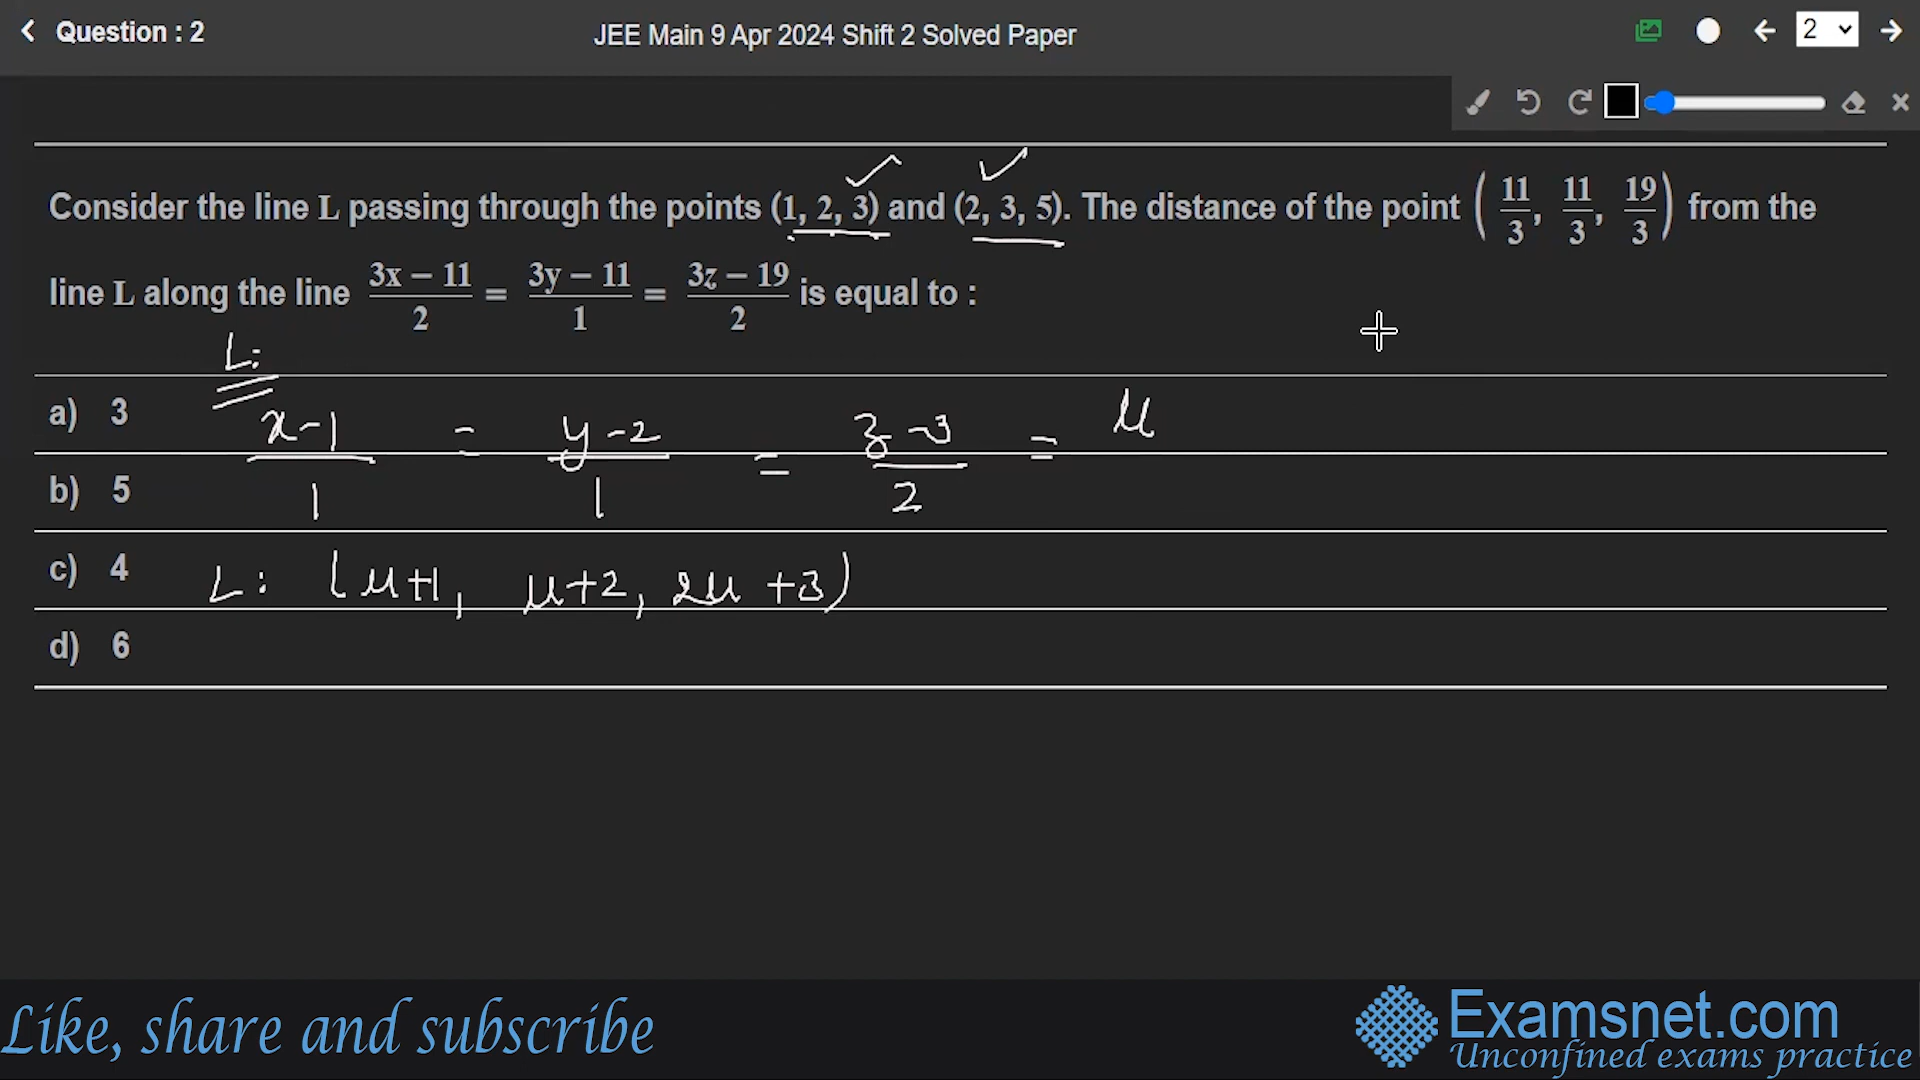 Question : 2
JEE Main 9 Apr 2024 Shift 2 Solved Paper
2
Consider the line L passing through the points (1, 2, 3) and (2, 3, 5). The distance of the point (11/3, 11/3, 19/3) from the
line L along the line (3x − 11)/2 = (3y − 11)/1 = (3z − 19)/2 is equal to :
L:
a) 3
(x-1)/1 = (y-2)/1 = (z-3)/2 = μ
b) 5
c) 4
L: (μ+1, μ+2, 2μ+3)
d) 6
Like, share and subscribe
Examsnet.com
Unconfined exams practice